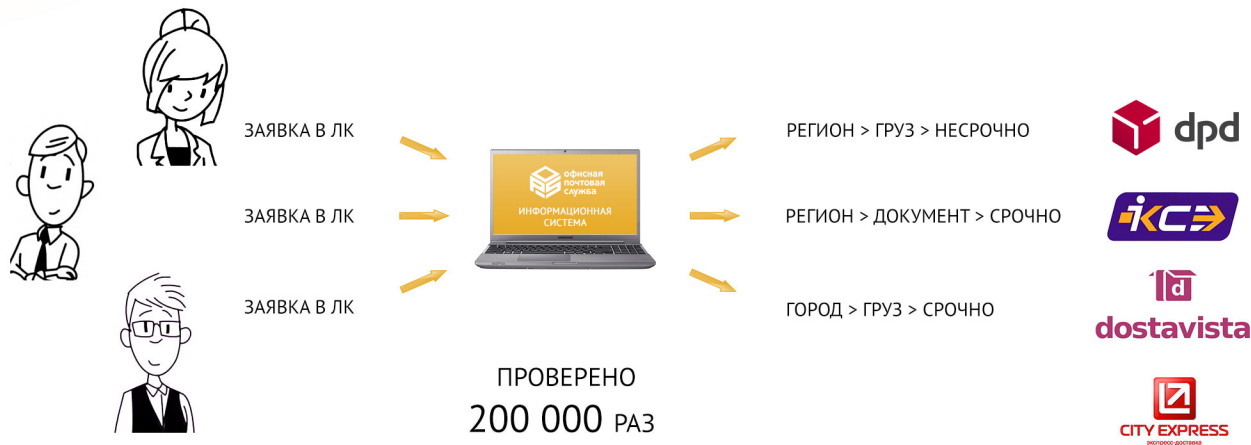 ЗАЯВКА В ЛК
РЕГИОН > ГРУЗ > НЕСРОЧНО
dpd
офисная
почтовая
служба
ИНФОРМАЦИОННАЯ
СИСТЕМА
ЗАЯВКА В ЛК
РЕГИОН > ДОКУМЕНТ > СРОЧНО
КСЭ
ЗАЯВКА В ЛК
ГОРОД > ГРУЗ > СРОЧНО
d
dostavista
ПРОВЕРЕНО
200 000 РАЗ
CITY EXPRESS
экспресс-доставка